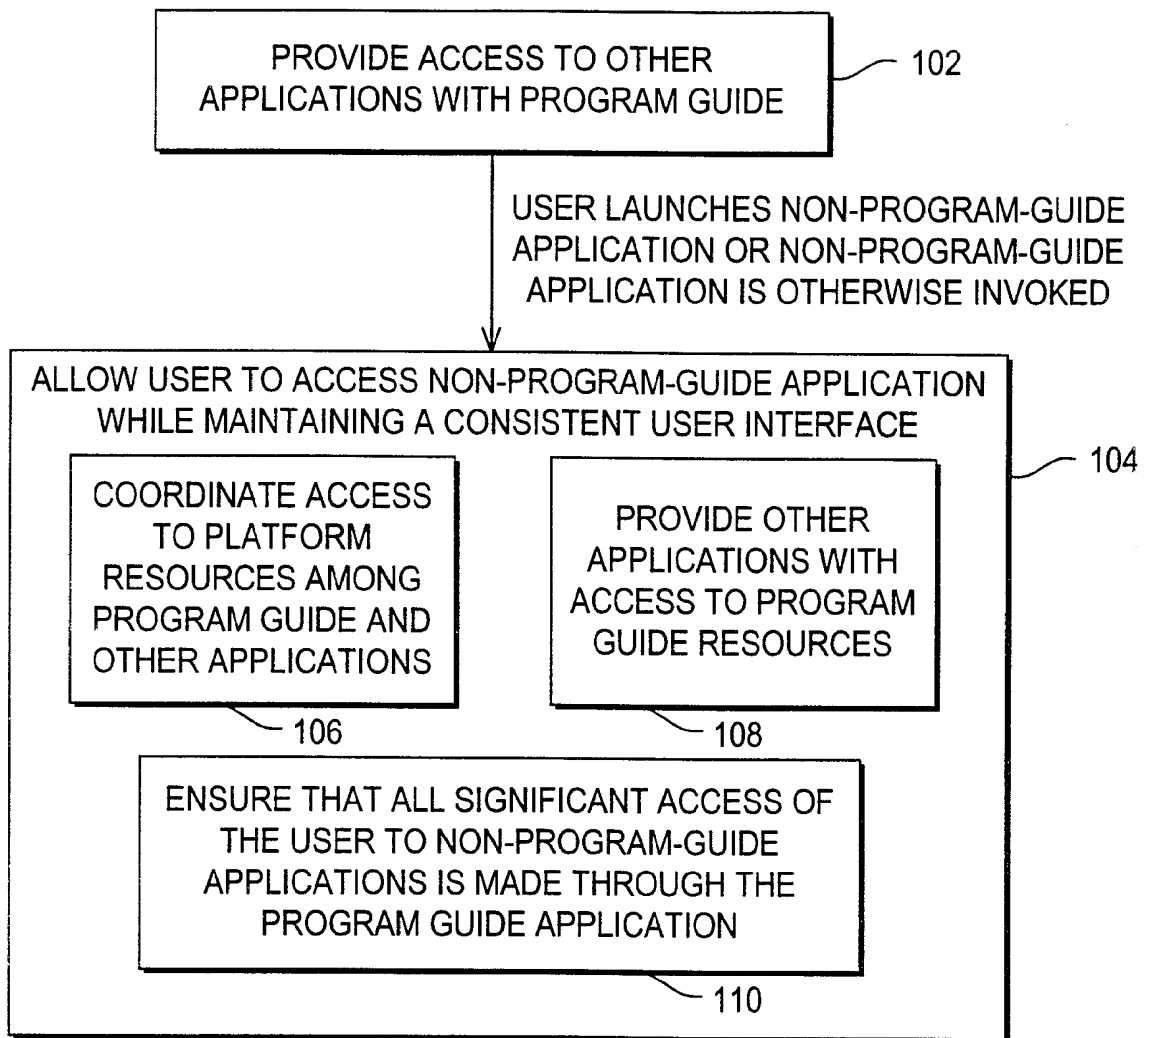 PROVIDE ACCESS TO OTHER
APPLICATIONS WITH PROGRAM GUIDE
102
USER LAUNCHES NON-PROGRAM-GUIDE
APPLICATION OR NON-PROGRAM-GUIDE
APPLICATION IS OTHERWISE INVOKED
ALLOW USER TO ACCESS NON-PROGRAM-GUIDE APPLICATION
WHILE MAINTAINING A CONSISTENT USER INTERFACE
104
COORDINATE ACCESS
TO PLATFORM
RESOURCES AMONG
PROGRAM GUIDE AND
OTHER APPLICATIONS
106
PROVIDE OTHER
APPLICATIONS WITH
ACCESS TO PROGRAM
GUIDE RESOURCES
108
ENSURE THAT ALL SIGNIFICANT ACCESS OF
THE USER TO NON-PROGRAM-GUIDE
APPLICATIONS IS MADE THROUGH THE
PROGRAM GUIDE APPLICATION
110